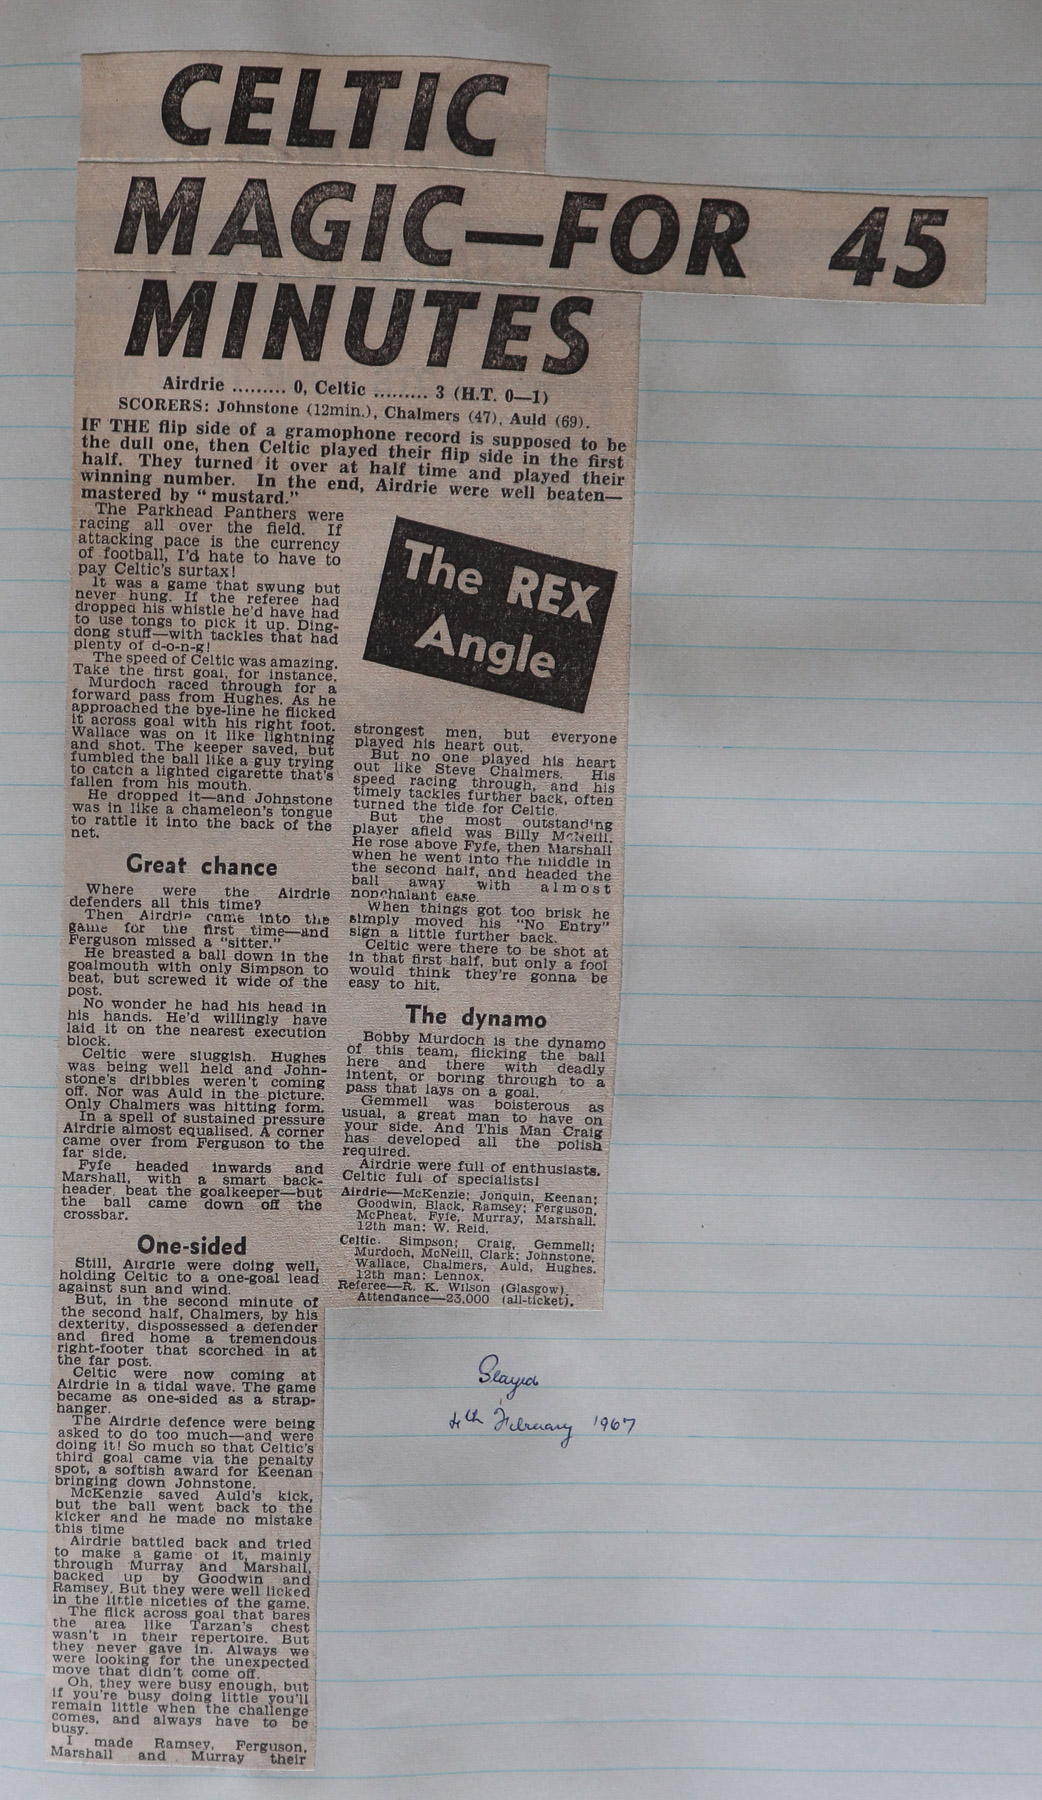 CELTIC
MAGIC—FOR 45
MINUTES
Airdrie ......... 0, Celtic ......... 3 (H.T. 0—1)
SCORERS: Johnstone (12min.), Chalmers (47), Auld (69).
IF THE flip side of a gramophone record is supposed to be
the dull one, then Celtic played their flip side in the first
half. They turned it over at half time and played their
winning number. In the end, Airdrie were well beaten—
mastered by "mustard."
The Parkhead Panthers were
racing all over the field. If
attacking pace is the currency
of football, I'd hate to have to
pay Celtic's surtax!
It was a game that swung but
never hung. If the referee had
dropped his whistle he'd have had
to use tongs to pick it up. Ding-
dong stuff—with tackles that had
plenty of d-o-n-g!
The speed of Celtic was amazing.
Take the first goal, for instance.
Murdoch raced through for a
forward pass from Hughes. As he
approached the bye-line he flicked
it across goal with his right foot.
Wallace was on it like lightning
and shot. The keeper saved, but
fumbled the ball like a guy trying
to catch a lighted cigarette that's
fallen from his mouth.
He dropped it—and Johnstone
was in like a chameleon's tongue
to rattle it into the back of the
net.
Great chance
Where were the Airdrie
defenders all this time?
Then Airdrie came into the
game for the first time—and
Ferguson missed a "sitter."
He breasted a ball down in the
goalmouth with only Simpson to
beat, but screwed it wide of the
post.
No wonder he had his head in
his hands. He'd willingly have
laid it on the nearest execution
block.
Celtic were sluggish. Hughes
was being well held and John-
stone's dribbles weren't coming
off. Nor was Auld in the picture.
Only Chalmers was hitting form.
In a spell of sustained pressure
Airdrie almost equalised. A corner
came over from Ferguson to the
far side.
Fyfe headed inwards and
Marshall, with a smart back-
header, beat the goalkeeper—but
the ball came down off the
crossbar.
One-sided
Still, Airdrie were doing well,
holding Celtic to a one-goal lead
against sun and wind.
But, in the second minute of
the second half, Chalmers, by his
dexterity, dispossessed a defender
and fired home a tremendous
right-footer that scorched in at
the far post.
Celtic were now coming at
Airdrie in a tidal wave. The game
became as one-sided as a strap-
hanger.
The Airdrie defence were being
asked to do too much—and were
doing it! So much so that Celtic's
third goal came via the penalty
spot, a softish award for Keenan
bringing down Johnstone.
McKenzie saved Auld's kick,
but the ball went back to the
kicker and he made no mistake
this time
Airdrie battled back and tried
to make a game of it, mainly
through Murray and Marshall,
backed up by Goodwin and
Ramsey. But they were well licked
in the little niceties of the game.
The flick across goal that bares
the area like Tarzan's chest
wasn't in their repertoire. But
they never gave in. Always we
were looking for the unexpected
move that didn't come off.
Oh, they were busy enough, but
if you're busy doing little you'll
remain little when the challenge
comes, and always have to be
busy.
I made Ramsey, Ferguson,
Marshall and Murray their
The REX
Angle
strongest men, but everyone
played his heart out.
But no one played his heart
out like Steve Chalmers. His
speed racing through, and his
timely tackles further back, often
turned the tide for Celtic.
But the most outstanding
player afield was Billy McNeill.
He rose above Fyfe, then Marshall
when he went into the middle in
the second half, and headed the
ball away with almost
nonchalant ease.
When things got too brisk he
simply moved his "No Entry"
sign a little further back.
Celtic were there to be shot at
in that first half, but only a fool
would think they're gonna be
easy to hit.
The dynamo
Bobby Murdoch is the dynamo
of this team, flicking the ball
here and there with deadly
intent, or boring through to a
pass that lays on a goal.
Gemmell was boisterous as
usual, a great man to have on
your side. And This Man Craig
has developed all the polish
required.
Airdrie were full of enthusiasts.
Celtic full of specialists!
Airdrie—McKenzie; Jonquin, Keenan;
Goodwin, Black, Ramsey; Ferguson,
McPheat, Fyfe, Murray, Marshall.
12th man: W. Reid.
Celtic- Simpson; Craig, Gemmell;
Murdoch, McNeill, Clark; Johnstone,
Wallace, Chalmers, Auld, Hughes.
12th man: Lennox.
Referee—R. K. Wilson (Glasgow).
Attendance—23,000 (all-ticket).
Played
4th February 1967